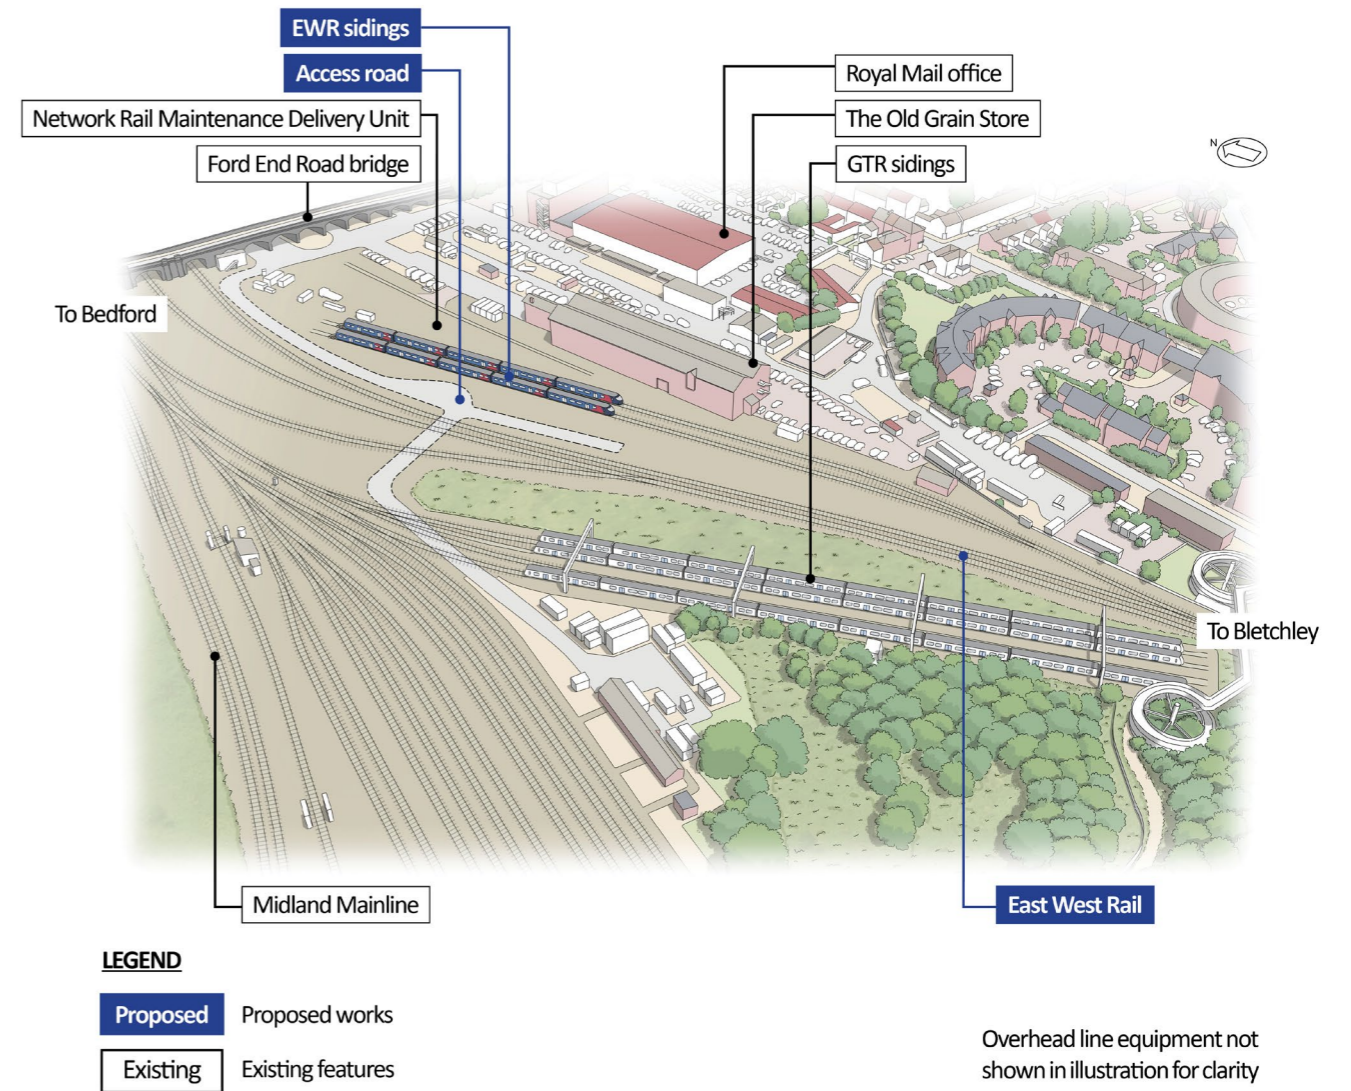 EWR sidings
Access road
Network Rail Maintenance Delivery Unit
Ford End Road bridge
Royal Mail office
The Old Grain Store
GTR sidings
N
To Bedford
To Bletchley
Midland Mainline
East West Rail
LEGEND
Proposed Proposed works
Existing Existing features
Overhead line equipment not
shown in illustration for clarity